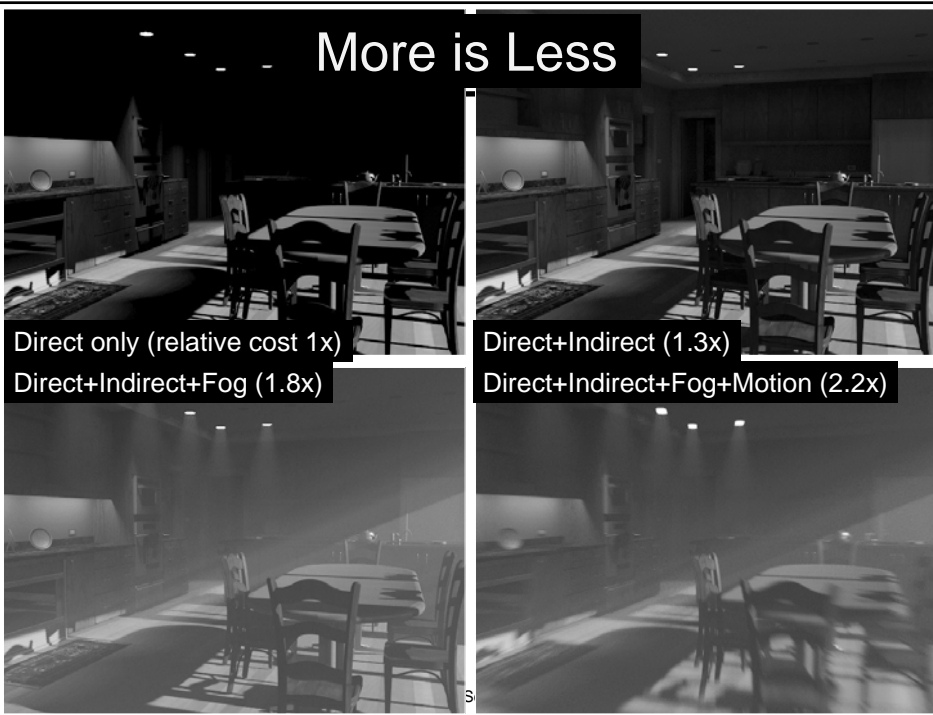 More is Less
Direct only (relative cost 1x)
Direct+Indirect (1.3x)
Direct+Indirect+Fog (1.8x)
Direct+Indirect+Fog+Motion (2.2x)